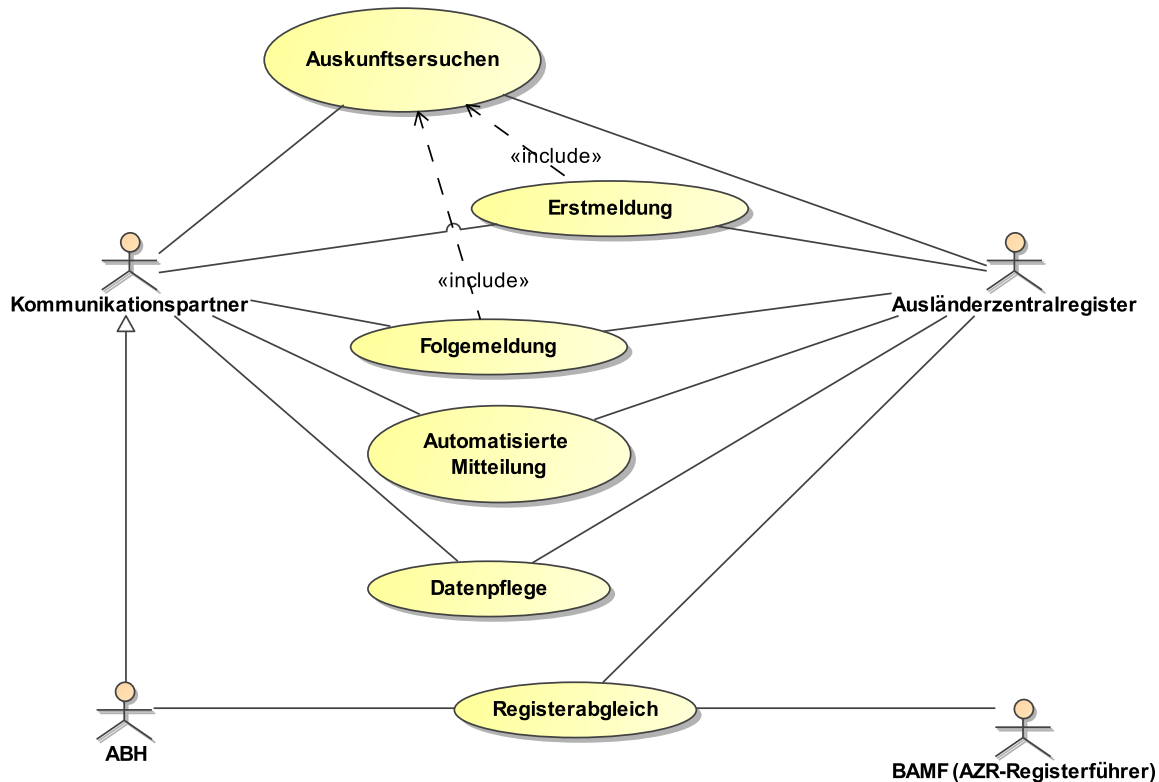 Auskunftsersuchen
«include»
Erstmeldung
«include»
Kommunikationspartner
Ausländerzentralregister
Folgemeldung
Automatisierte
Mitteilung
Datenpflege
Registerabgleich
ABH
BAMF (AZR-Registerführer)